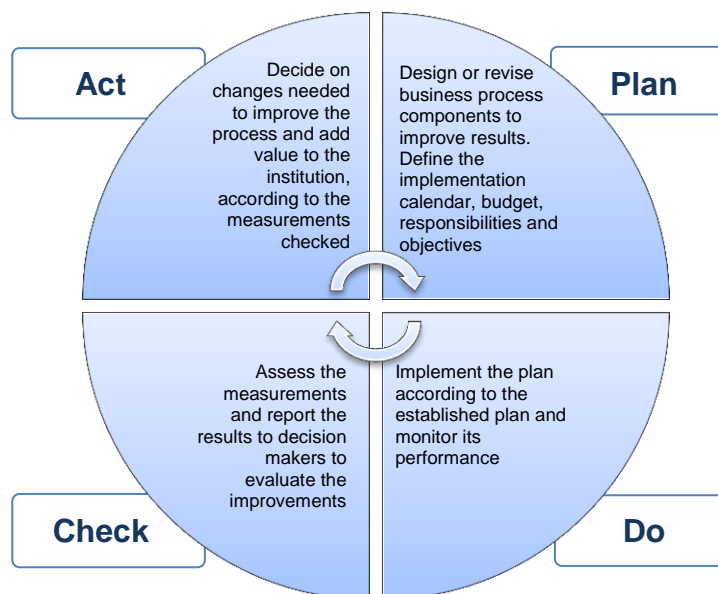 Act
Decide on
changes needed
to improve the
process and add
value to the
institution,
according to the
measurements
checked
Plan
Design or revise
business process
components to
improve results.
Define the
implementation
calendar, budget,
responsibilities and
objectives
Check
Assess the
measurements
and report the
results to decision
makers to
evaluate the
improvements
Do
Implement the plan
according to the
established plan and
monitor its
performance